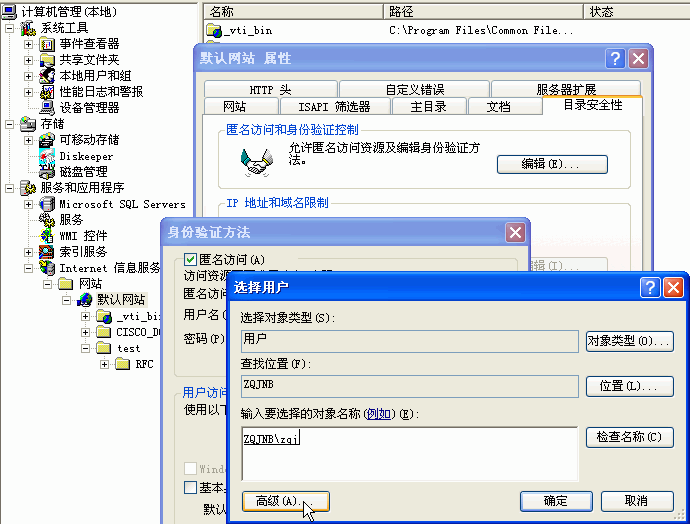 计算机管理(本地)
系统工具
事件查看器
共享文件夹
本地用户和组
性能日志和警报
设备管理器
存储
可移动存储
Diskeeper
磁盘管理
服务和应用程序
Microsoft SQL Servers
服务
WMI 控件
索引服务
Internet 信息服务
网站
默认网站
_vti_bin
CISCO_DO
test
RFC
名称 路径 状态
_vti_bin C:\Program Files\Common File...
默认网站 属性
HTTP 头 自定义错误 服务器扩展
网站 ISAPI 筛选器 主目录 文档 目录安全性
匿名访问和身份验证控制
允许匿名访问资源及编辑身份验证方
法。
编辑(E)...
IP 地址和域名限制
编辑(I)...
身份验证方法
匿名访问(A)
匿名访
用户名(
密码(P)
用户访
使用以下
Wind
基本
默认
选择用户
选择对象类型(S):
用户
对象类型(O)...
查找位置(F):
ZQJNB
位置(L)...
输入要选择的对象名称(例如)(E):
ZQJNB\zqj
检查名称(C)
高级(A)...
确定
取消